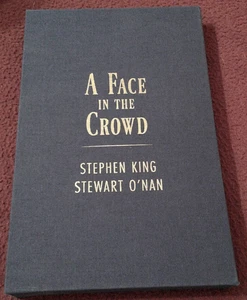 A FACE
IN THE
CROWD
STEPHEN KING
STEWART O'NAN